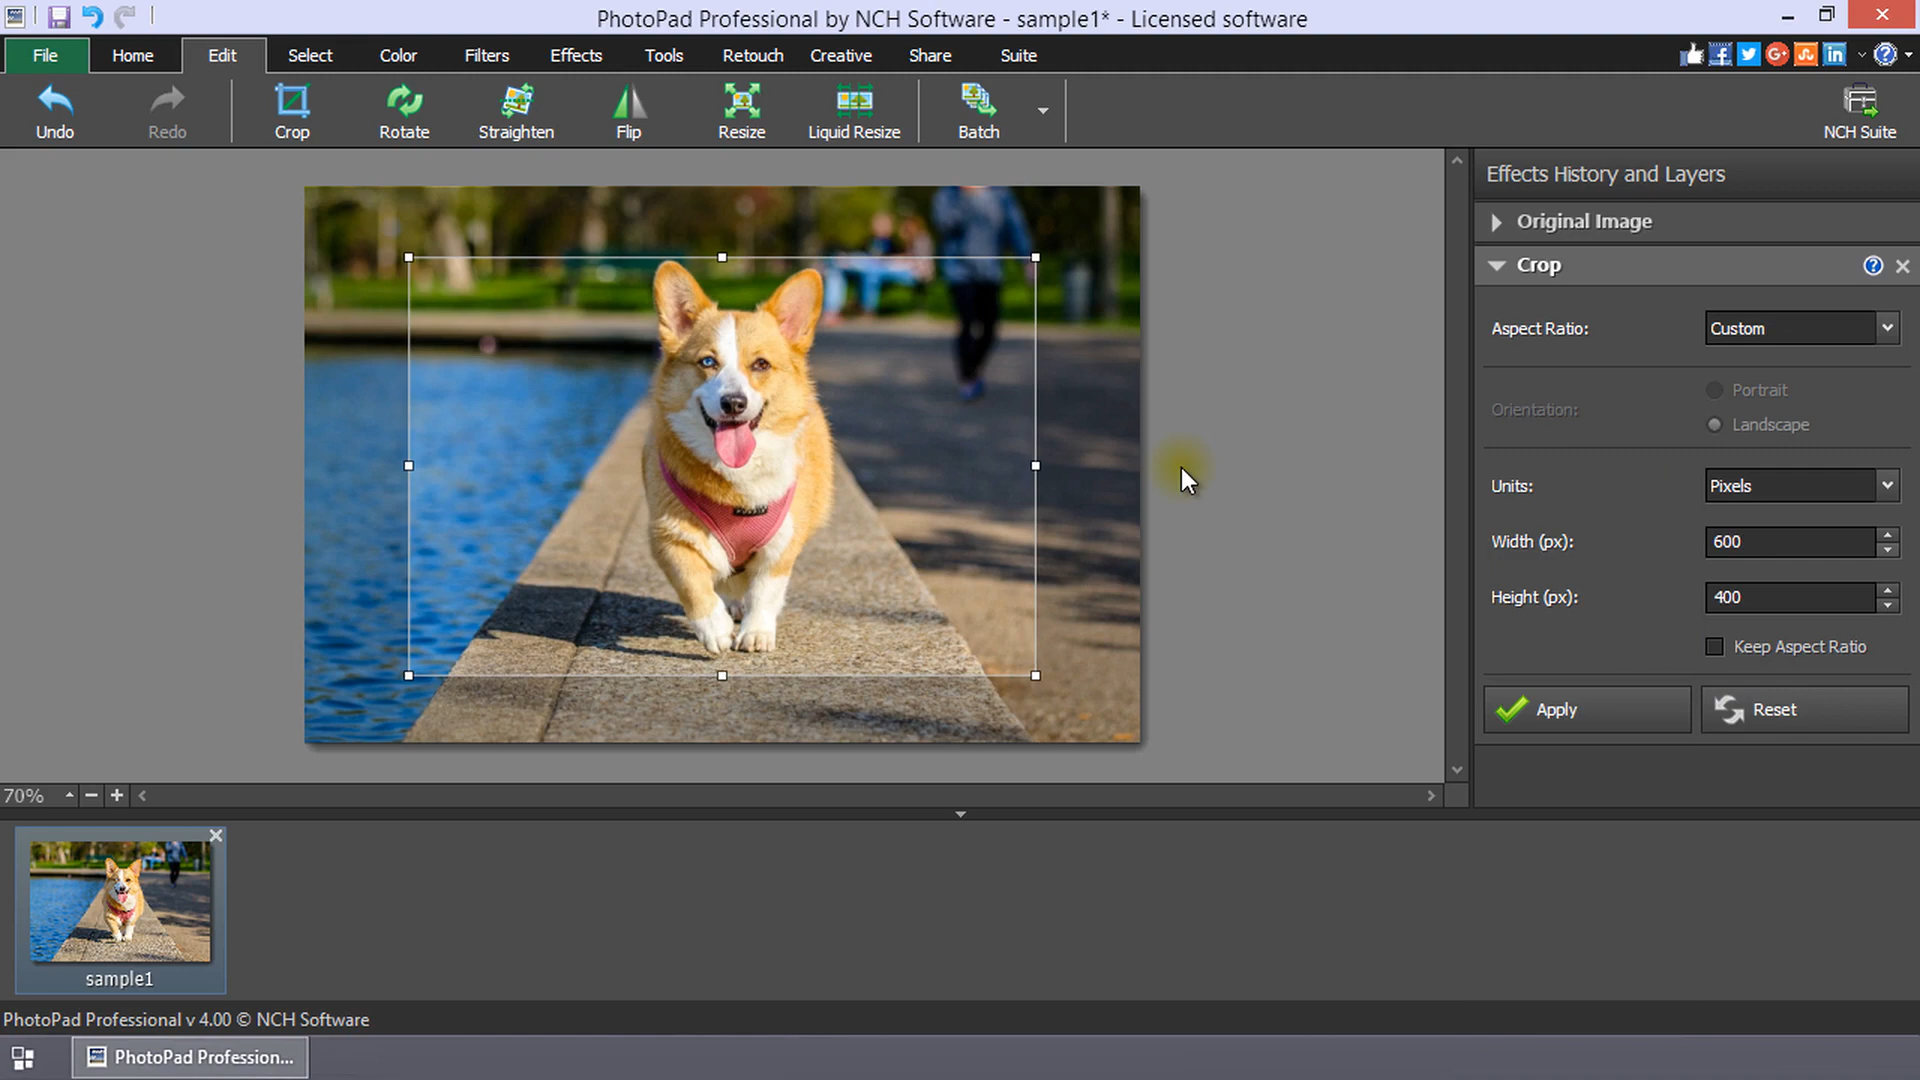 PhotoPad Professional by NCH Software - sample1* - Licensed software
File Home Edit Select Color Filters Effects Tools Retouch Creative Share Suite
Undo Redo Crop Rotate Straighten Flip Resize Liquid Resize Batch NCH Suite
Effects History and Layers
Original Image
Crop
Aspect Ratio: Custom
Orientation: Portrait
Landscape
Units: Pixels
Width (px): 600
Height (px): 400
Keep Aspect Ratio
Apply Reset
70%
sample1
PhotoPad Professional v 4.00 © NCH Software
PhotoPad Profession...